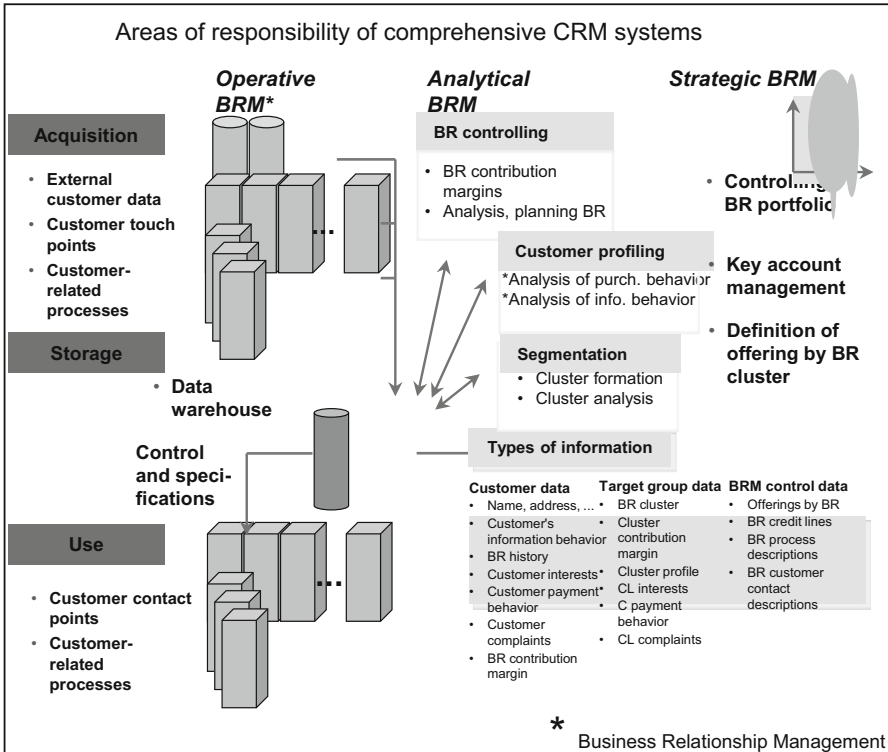 Areas of responsibility of comprehensive CRM systems
Operative
BRM*
Analytical
BRM
Strategic BRM
Acquisition
• External
customer data
• Customer touch
points
• Customer-
related processes
...
BR controlling
• BR contribution
margins
• Analysis, planning BR
Customer profiling
*Analysis of purch. behavior
*Analysis of info. behavior
Segmentation
• Cluster formation
• Cluster analysis
• Controlling
BR portfolio
• Key account
management
• Definition of
offering by BR
cluster
Storage
• Data
warehouse
Control
and speci-
fications
Types of information
Customer data
• Name, address, ...
• Customer's
information behavior
• BR history
• Customer interests
• Customer payment
behavior
• Customer
complaints
• BR contribution
margin
Target group data
• BR cluster
• Cluster
contribution
margin
• Cluster profile
• CL interests
• C payment
behavior
• CL complaints
BRM control data
• Offerings by BR
• BR credit lines
• BR process
descriptions
• BR customer
contact
descriptions
Use
• Customer contact
points
• Customer-
related
processes
...
* Business Relationship Management